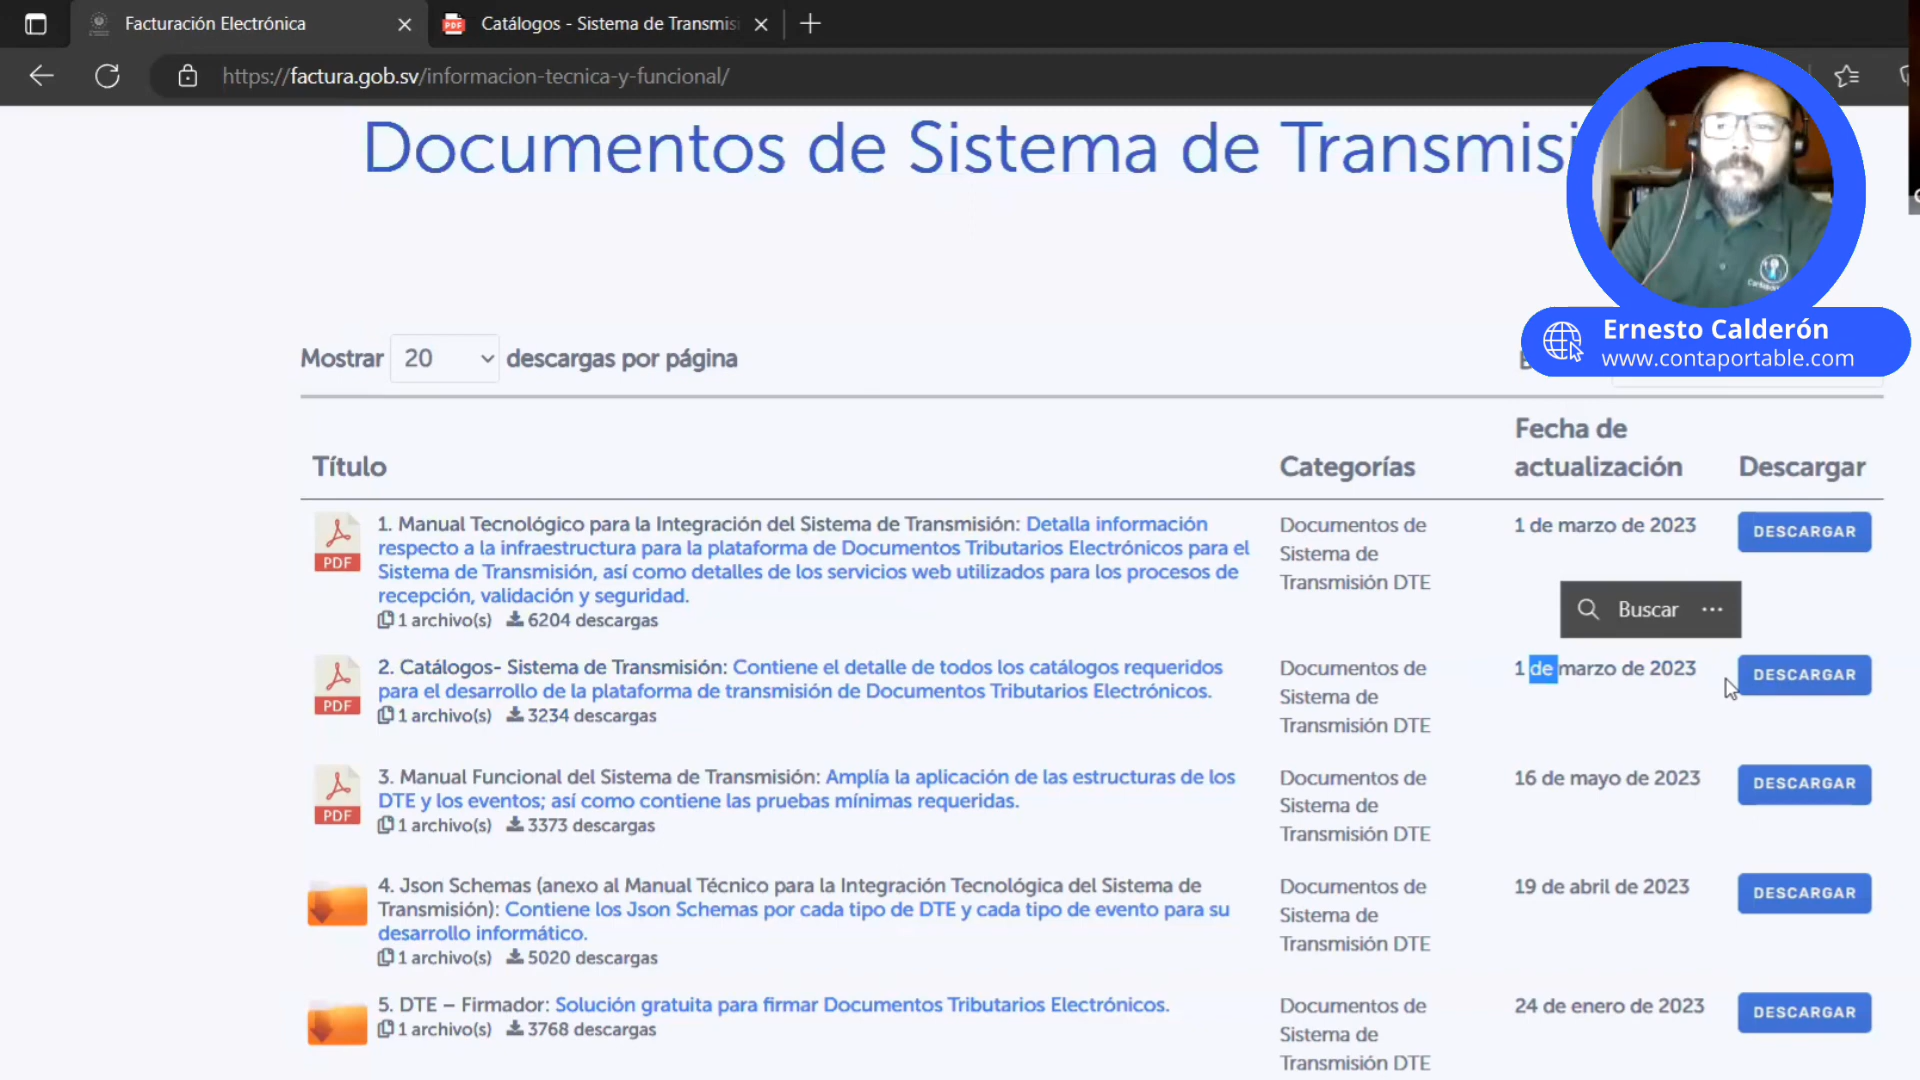 Facturación Electrónica
PDF
Catálogos - Sistema de Transmisi
https://factura.gob.sv/informacion-tecnica-y-funcional/
Documentos de Sistema de Transmisi
Ernesto Calderón
www.contaportable.com
Mostrar 20 descargas por página
Título
Categorías
Fecha de
actualización
Descargar
PDF
1. Manual Tecnológico para la Integración del Sistema de Transmisión: Detalla información
respecto a la infraestructura para la plataforma de Documentos Tributarios Electrónicos para el
Sistema de Transmisión, así como detalles de los servicios web utilizados para los procesos de
recepción, validación y seguridad.
1 archivo(s) 6204 descargas
Documentos de
Sistema de
Transmisión DTE
1 de marzo de 2023
DESCARGAR
Buscar ...
PDF
2. Catálogos- Sistema de Transmisión: Contiene el detalle de todos los catálogos requeridos
para el desarrollo de la plataforma de transmisión de Documentos Tributarios Electrónicos.
1 archivo(s) 3234 descargas
Documentos de
Sistema de
Transmisión DTE
1 de marzo de 2023
DESCARGAR
PDF
3. Manual Funcional del Sistema de Transmisión: Amplía la aplicación de las estructuras de los
DTE y los eventos; así como contiene las pruebas mínimas requeridas.
1 archivo(s) 3373 descargas
Documentos de
Sistema de
Transmisión DTE
16 de mayo de 2023
DESCARGAR
4. Json Schemas (anexo al Manual Técnico para la Integración Tecnológica del Sistema de
Transmisión): Contiene los Json Schemas por cada tipo de DTE y cada tipo de evento para su
desarrollo informático.
1 archivo(s) 5020 descargas
Documentos de
Sistema de
Transmisión DTE
19 de abril de 2023
DESCARGAR
5. DTE – Firmador: Solución gratuita para firmar Documentos Tributarios Electrónicos.
1 archivo(s) 3768 descargas
Documentos de
Sistema de
Transmisión DTE
24 de enero de 2023
DESCARGAR